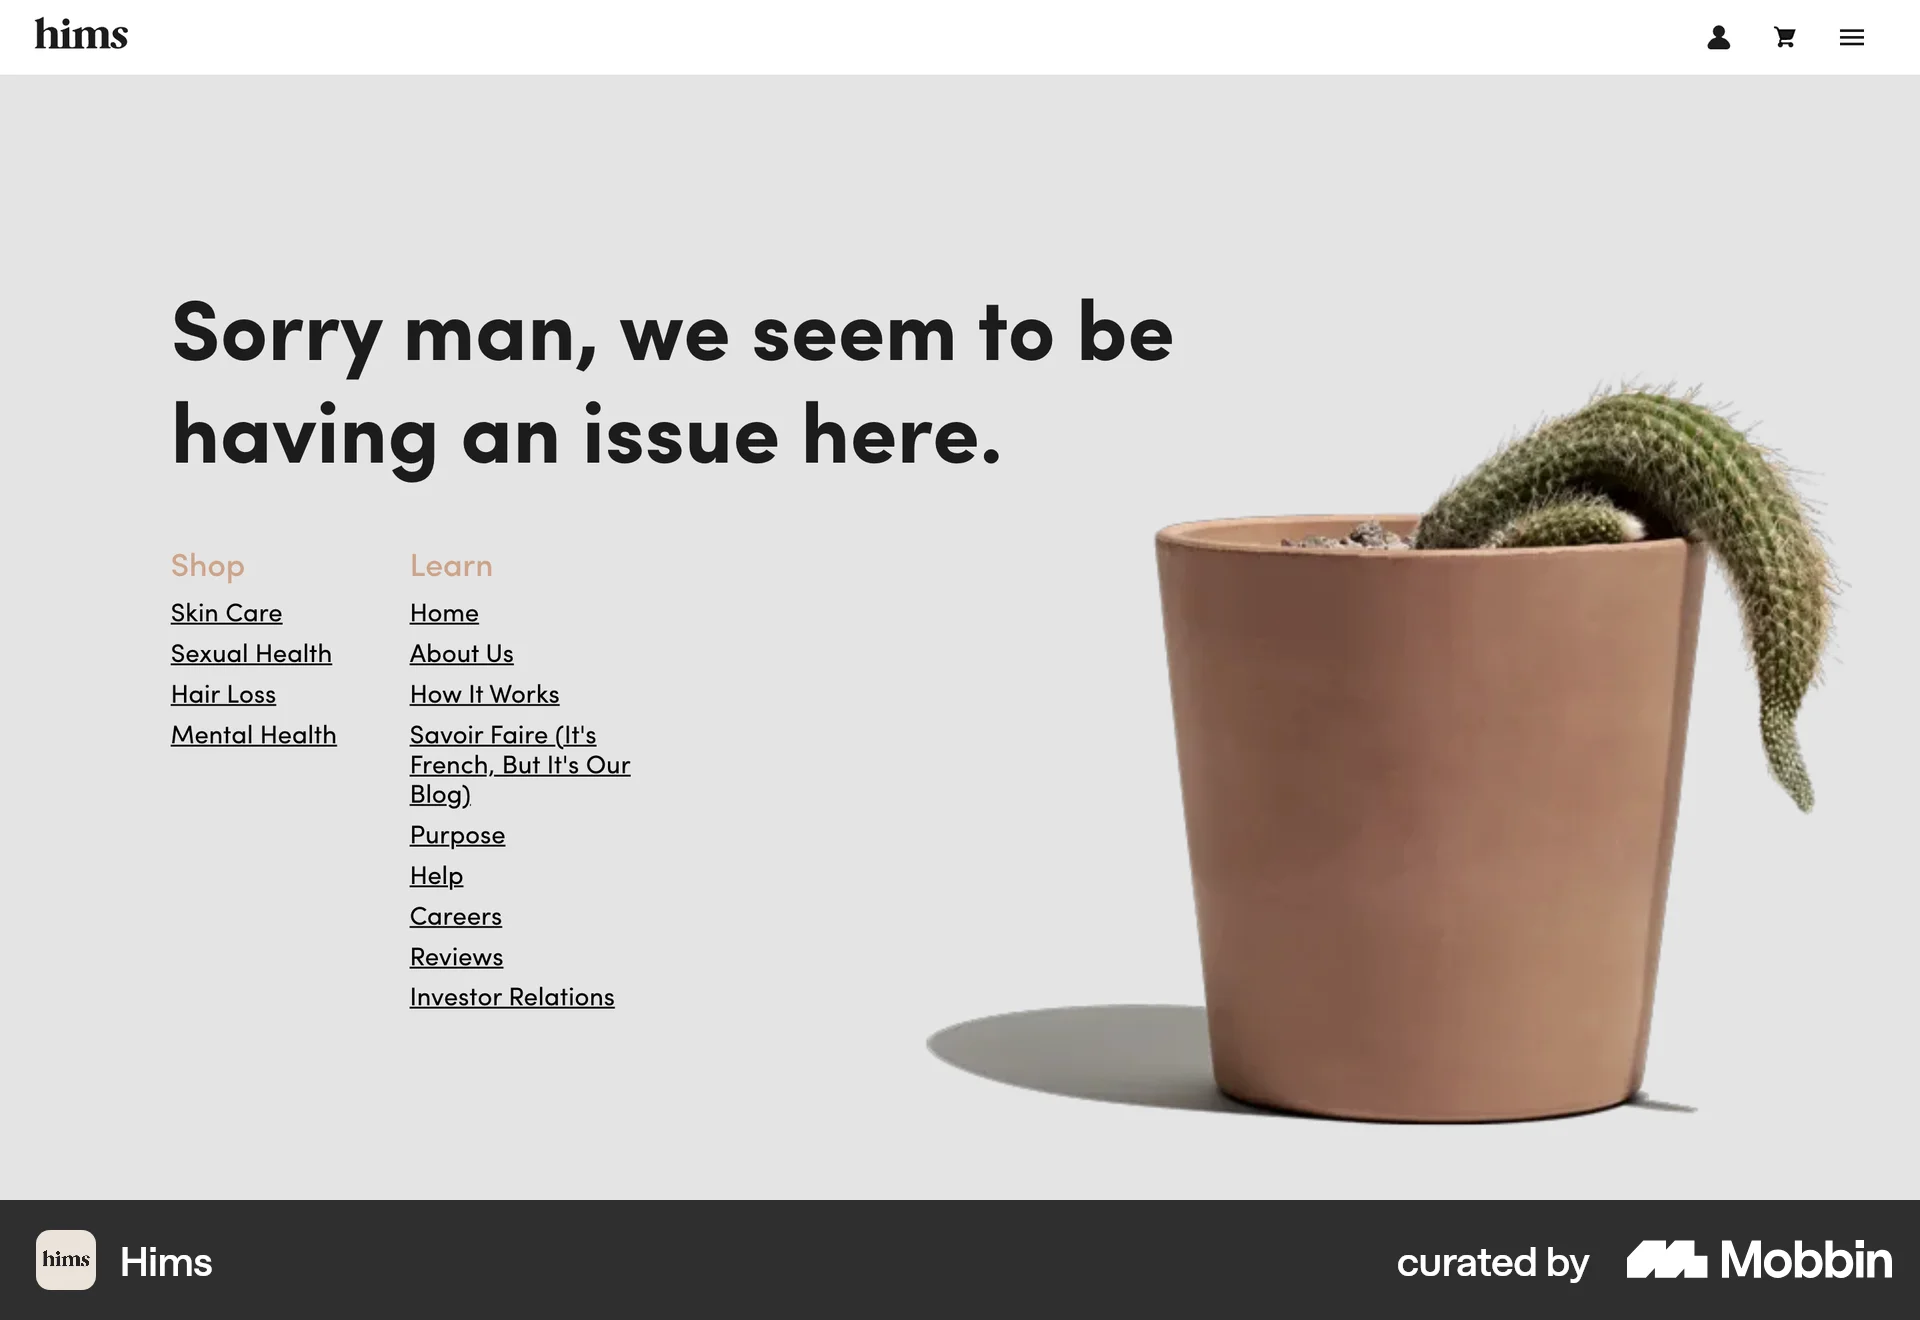 hims
Sorry man, we seem to be
having an issue here.
Shop
Skin Care
Sexual Health
Hair Loss
Mental Health
Learn
Home
About Us
How It Works
Savoir Faire (It's
French, But It's Our
Blog)
Purpose
Help
Careers
Reviews
Investor Relations
hims
Hims
curated by
Mobbin